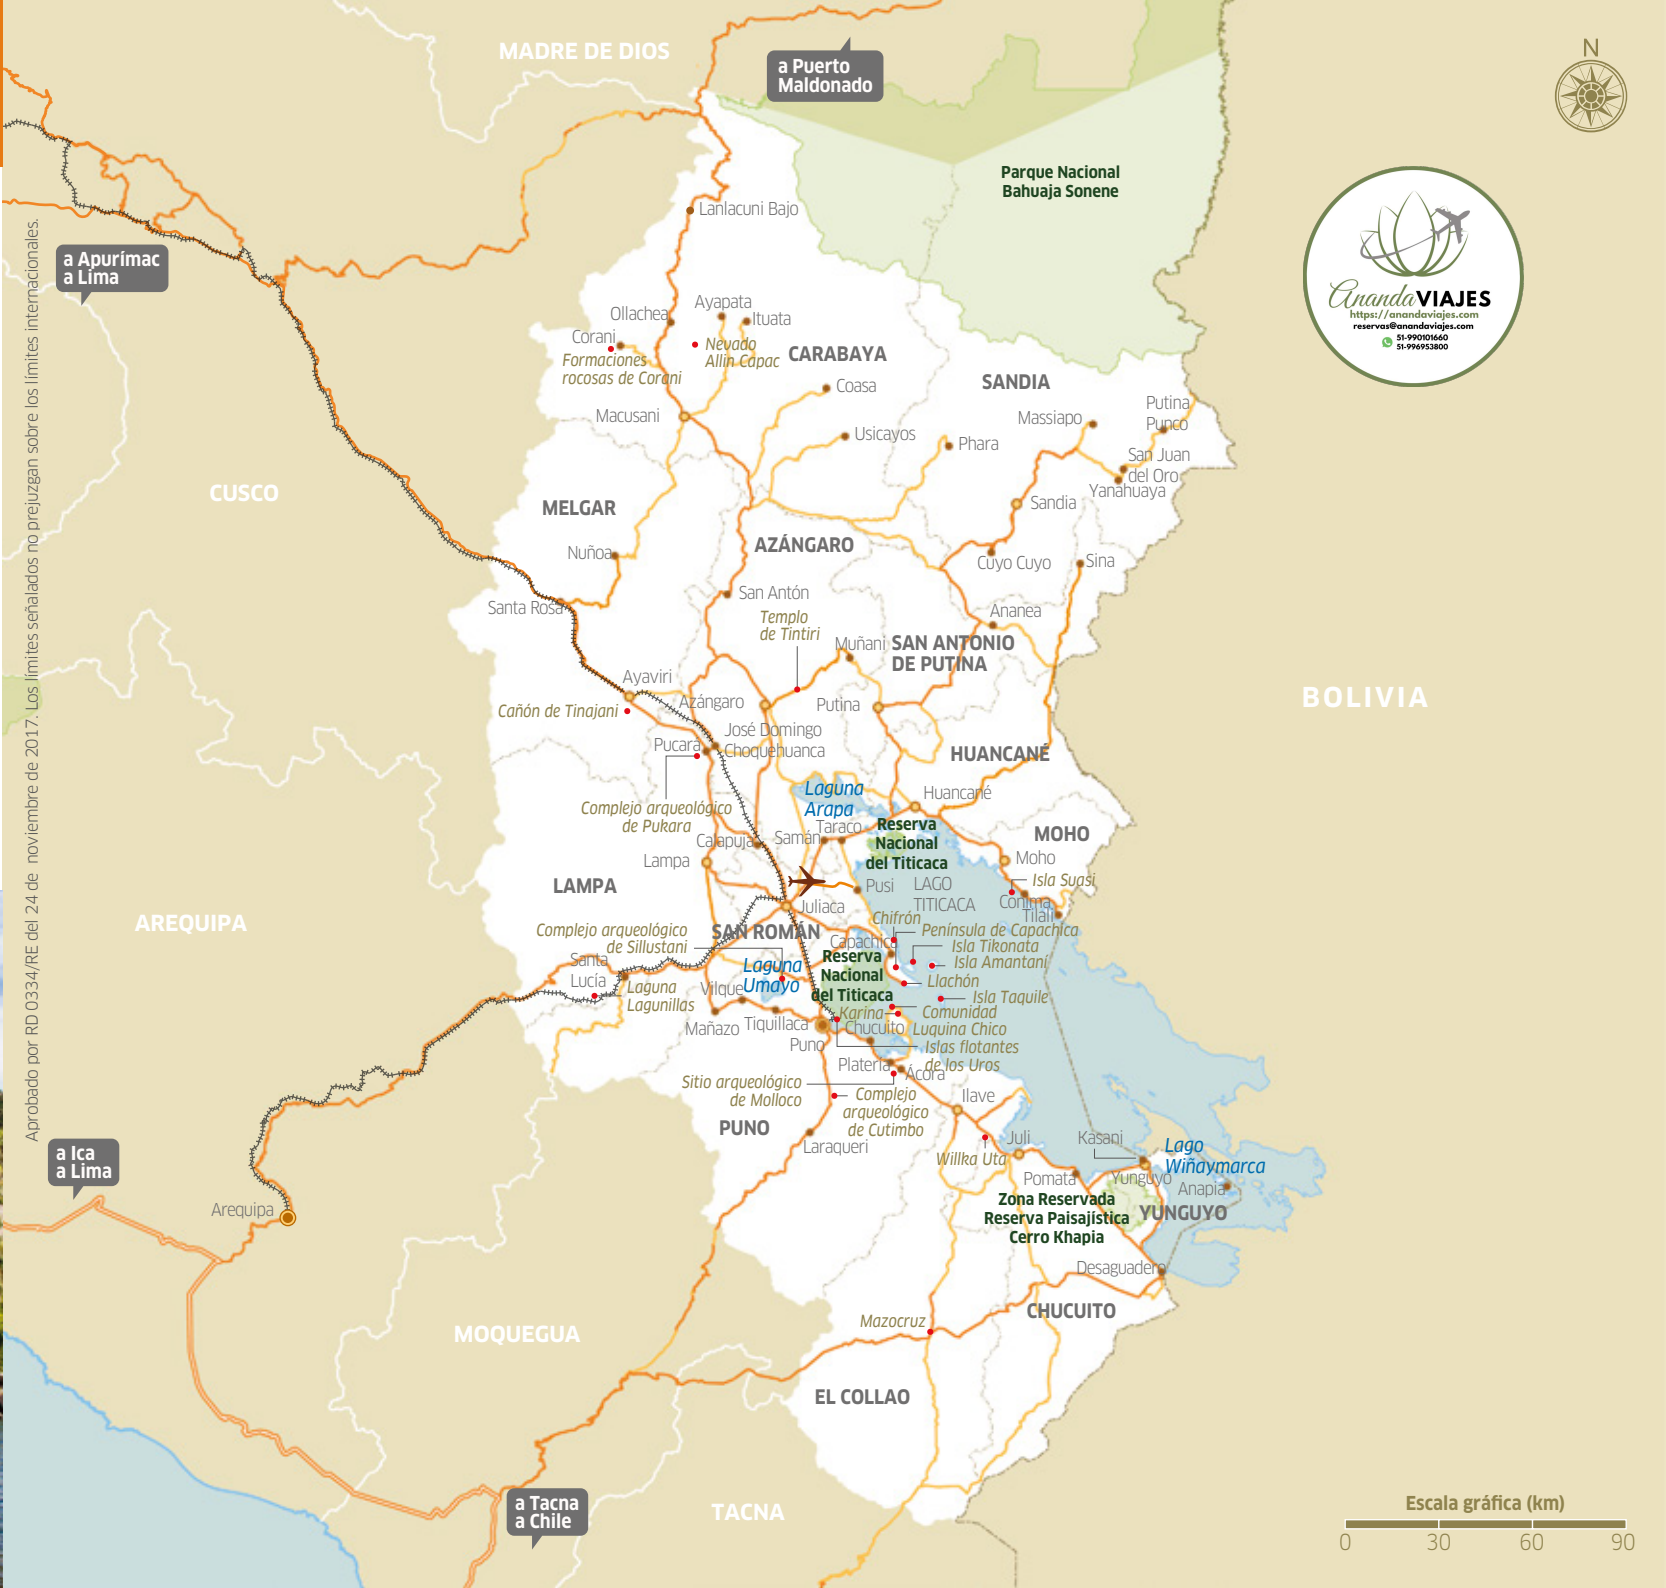 MADRE DE DIOS
a Puerto
Maldonado
N
Parque Nacional
Bahuaja Sonene
Ananda VIAJES
https://anandaviajes.com
reservas@anandaviajes.com
51-990101660
51-996953800
a Apurímac
a Lima
Aprobado por RD 0334/RE del 24 de noviembre de 2017. Los límites señalados no prejuzgan sobre los límites internacionales.
Lanlacuni Bajo
Ollachea
Ayapata
Ituata
Corani
Formaciones
rocosas de Corani
Nevado
Allin Capac
CARABAYA
Coasa
SANDIA
Macusani
Usicayos
Phara
Massiapo
Putina
Punco
San Juan
del Oro
Yanahuaya
Sandia
CUSCO
MELGAR
AZÁNGARO
Nuñoa
Cuyo Cuyo
Sina
Santa Rosa
San Antón
Templo
de Tintiri
Ananea
Muñani
SAN ANTONIO
DE PUTINA
Ayaviri
Azángaro
Putina
Cañón de Tinajani
BOLIVIA
José Domingo
Choquehuanca
Pucará
HUANCANÉ
Laguna
Arapa
Huancané
Complejo arqueológico
de Pukara
Calapuja
Samán
Taraco
Reserva
Nacional
del Titicaca
MOHO
Moho
Lampa
Isla Suasi
LAMPA
Pusi
LAGO
TITICACA
Conima
Tilali
AREQUIPA
Juliaca
Chifrón
Península de Capachica
SAN ROMÁN
Complejo arqueológico
de Sillustani
Capachica
Isla Tikonata
Isla Amantaní
Reserva
Nacional
del Titicaca
Santa
Lucía
Laguna
Umayo
Llachón
Laguna
Lagunillas
Vilque
Isla Taquile
Karina
Comunidad
Luquina Chico
Mañazo
Tiquillaca
Chucuito
Puno
Islas flotantes
de los Uros
Platería
Ácora
Sitio arqueológico
de Molloco
Complejo
arqueológico
de Cutimbo
Ilave
PUNO
Laraqueri
Willka Uta
Juli
Kasani
Lago
Wiñaymarca
a Ica
a Lima
Pomata
Yunguyo
Anapia
Zona Reservada
Reserva Paisajística
Cerro Khapia
YUNGUYO
Arequipa
Desaguadero
CHUCUITO
Mazocruz
MOQUEGUA
EL COLLAO
a Tacna
a Chile
TACNA
Escala gráfica (km)
0 30 60 90